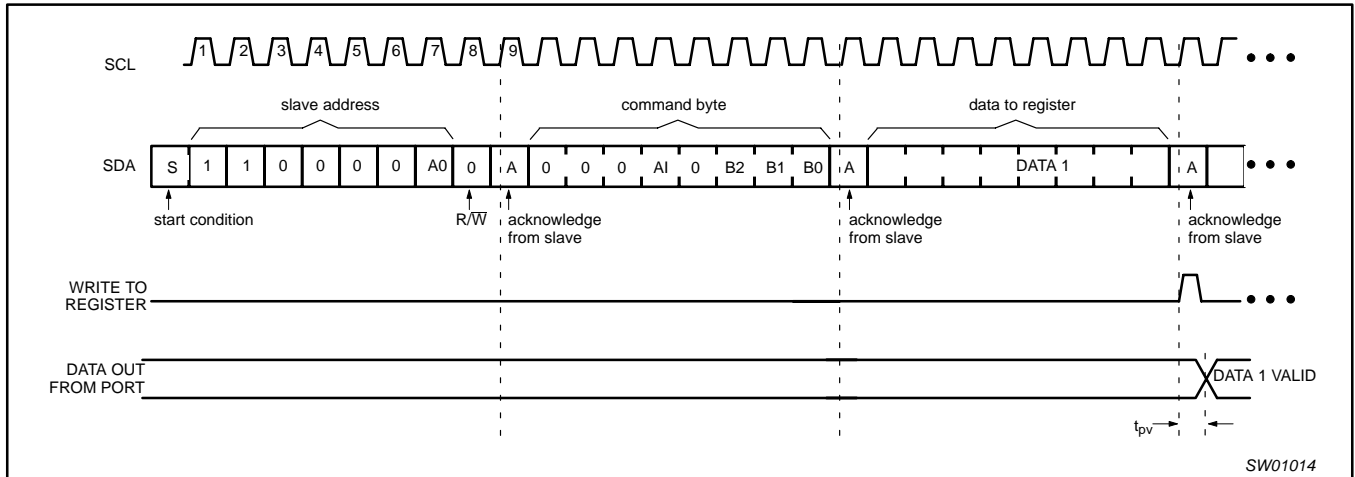 SCL 1 2 3 4 5 6 7 8 9
slave address command byte data to register
SDA S 1 1 0 0 0 0 A0 0 A 0 0 0 AI 0 B2 B1 B0 A DATA 1 A
start condition R/W̅ acknowledge from slave acknowledge from slave acknowledge from slave
WRITE TO REGISTER
DATA OUT FROM PORT DATA 1 VALID
tpv
SW01014